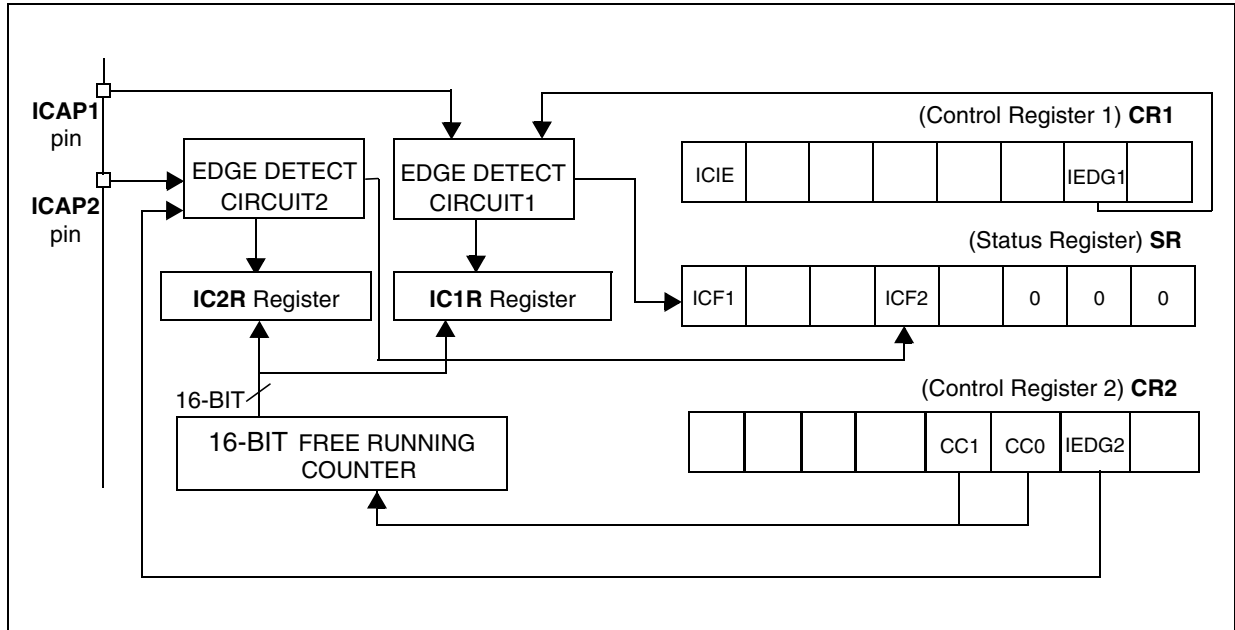 ICAP1
pin
ICAP2
pin
EDGE DETECT
CIRCUIT2
EDGE DETECT
CIRCUIT1
IC2R Register
IC1R Register
16-BIT
16-BIT FREE RUNNING
COUNTER
(Control Register 1) CR1
ICIE
IEDG1
(Status Register) SR
ICF1
ICF2
0
0
0
(Control Register 2) CR2
CC1
CC0
IEDG2